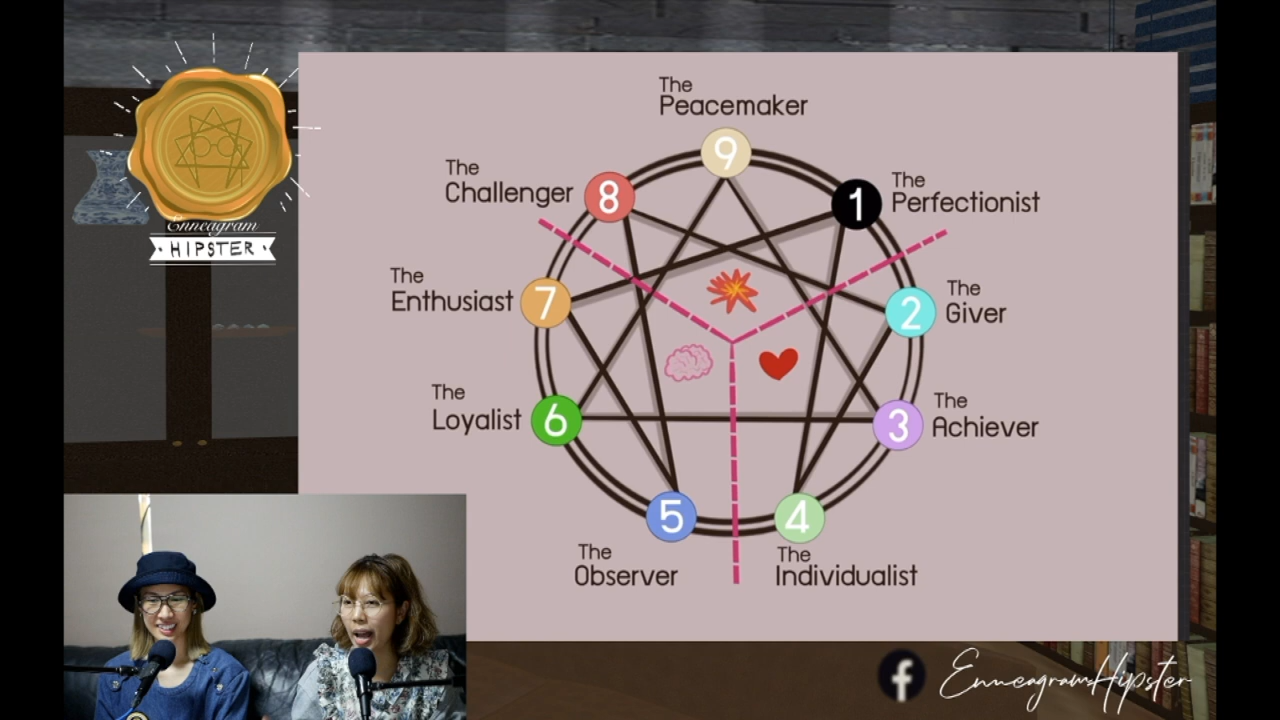 Enneagram
HIPSTER
The
Peacemaker
9
The
Challenger
8
1
The
Perfectionist
The
Enthusiast
7
2
The
Giver
The
Loyalist
6
3
The
Achiever
5
The
Observer
4
The
Individualist
f
EnneagramHipster